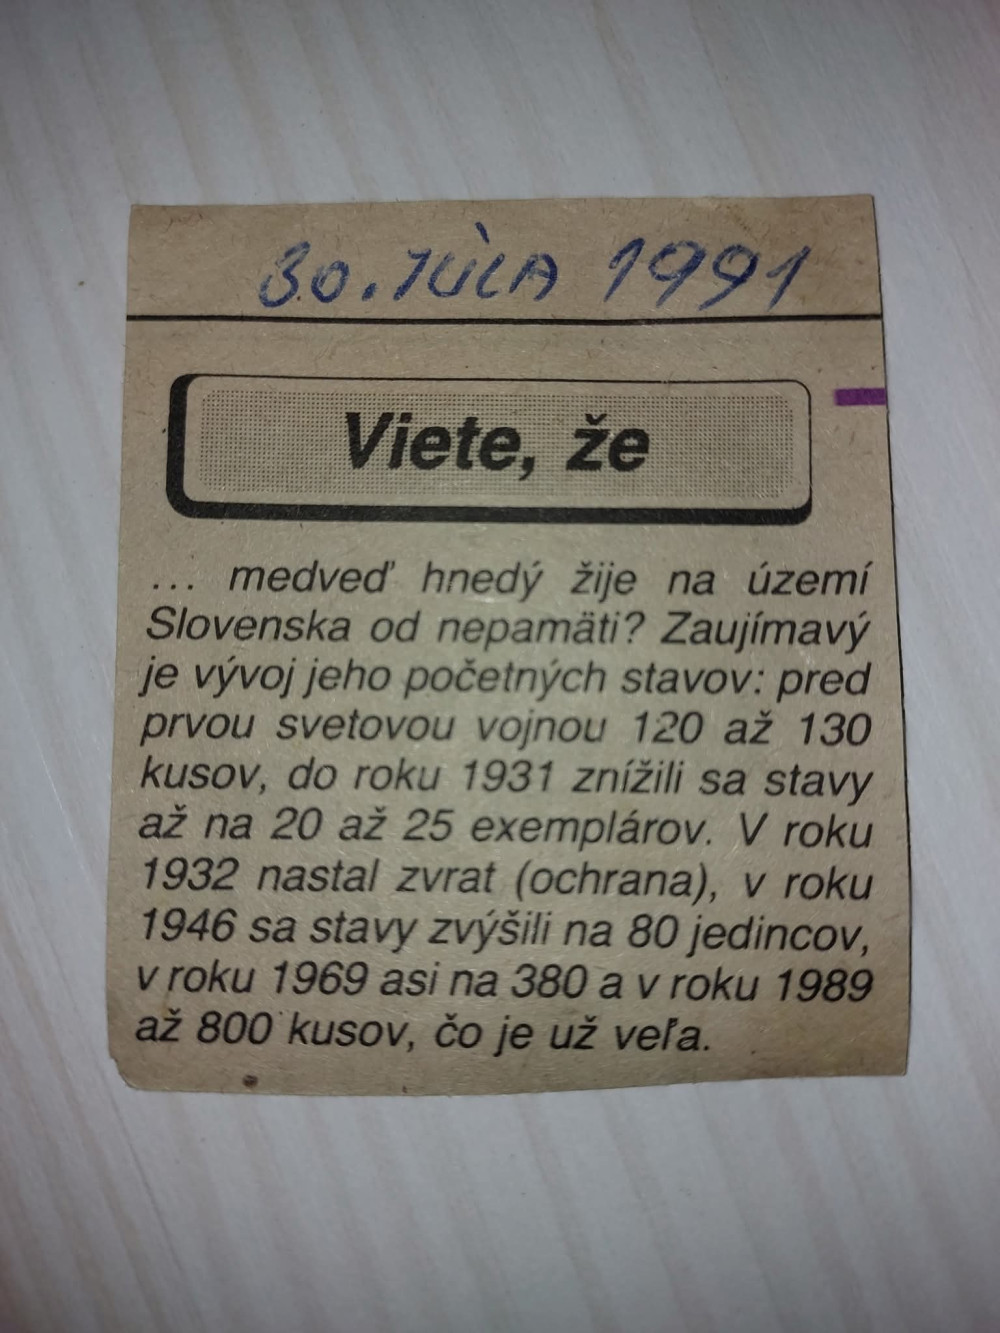 30. JÚLA 1991
Viete, že
... medveď hnedý žije na území
Slovenska od nepamäti? Zaujímavý
je vývoj jeho početných stavov: pred
prvou svetovou vojnou 120 až 130
kusov, do roku 1931 znížili sa stavy
až na 20 až 25 exemplárov. V roku
1932 nastal zvrat (ochrana), v roku
1946 sa stavy zvýšili na 80 jedincov,
v roku 1969 asi na 380 a v roku 1989
až 800 kusov, čo je už veľa.